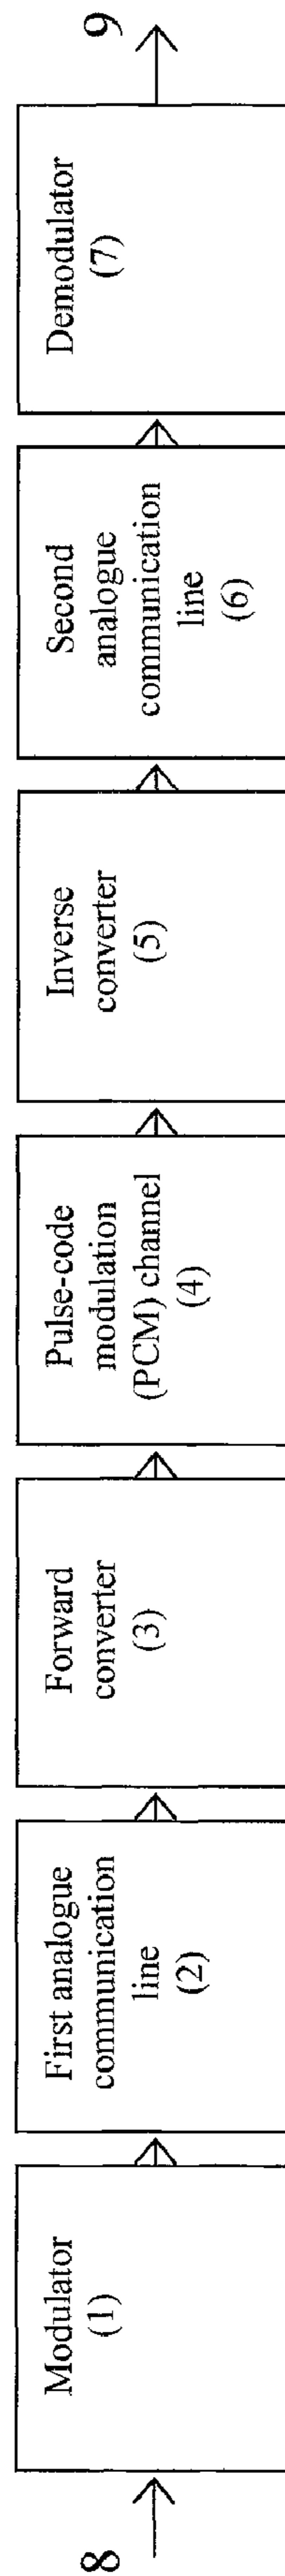 8
Modulator
(1)
First analogue
communication
line
(2)
Forward
converter
(3)
Pulse-code
modulation
(PCM) channel
(4)
Inverse
converter
(5)
Second
analogue
communication
line
(6)
Demodulator
(7)
9